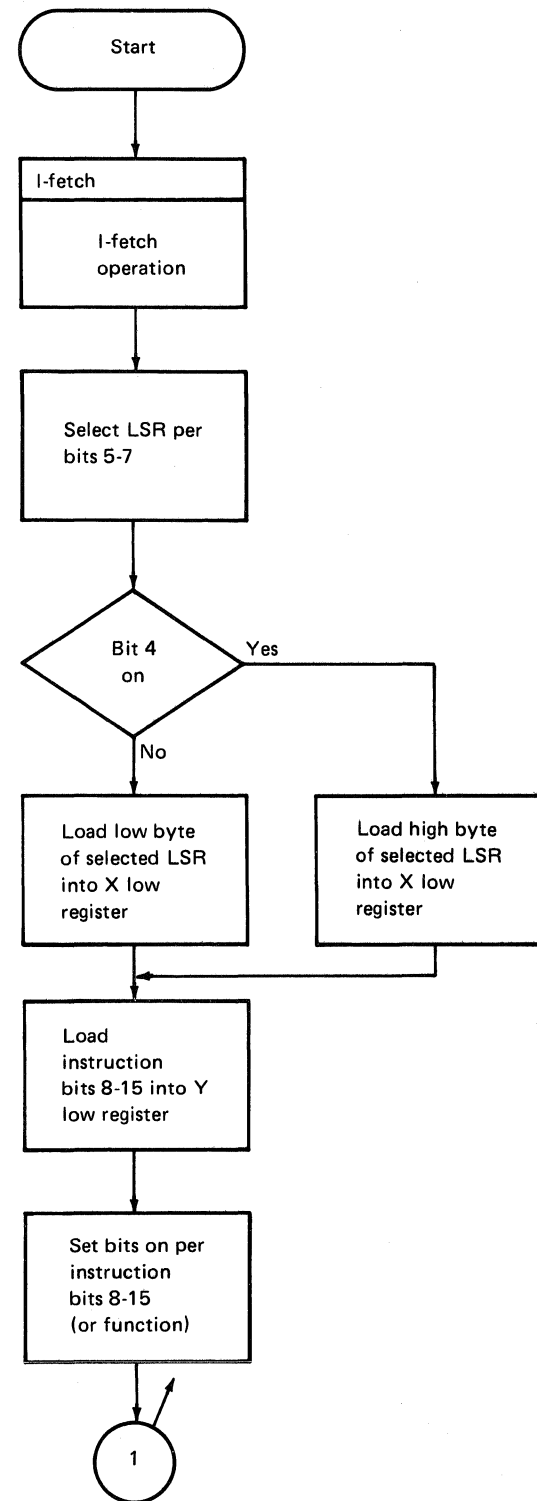 Start
I-fetch
I-fetch
operation
Select LSR per
bits 5-7
Bit 4
on
Yes
No
Load low byte
of selected LSR
into X low
register
Load high byte
of selected LSR
into X low
register
Load
instruction
bits 8-15 into Y
low register
Set bits on per
instruction
bits 8-15
(or function)
1